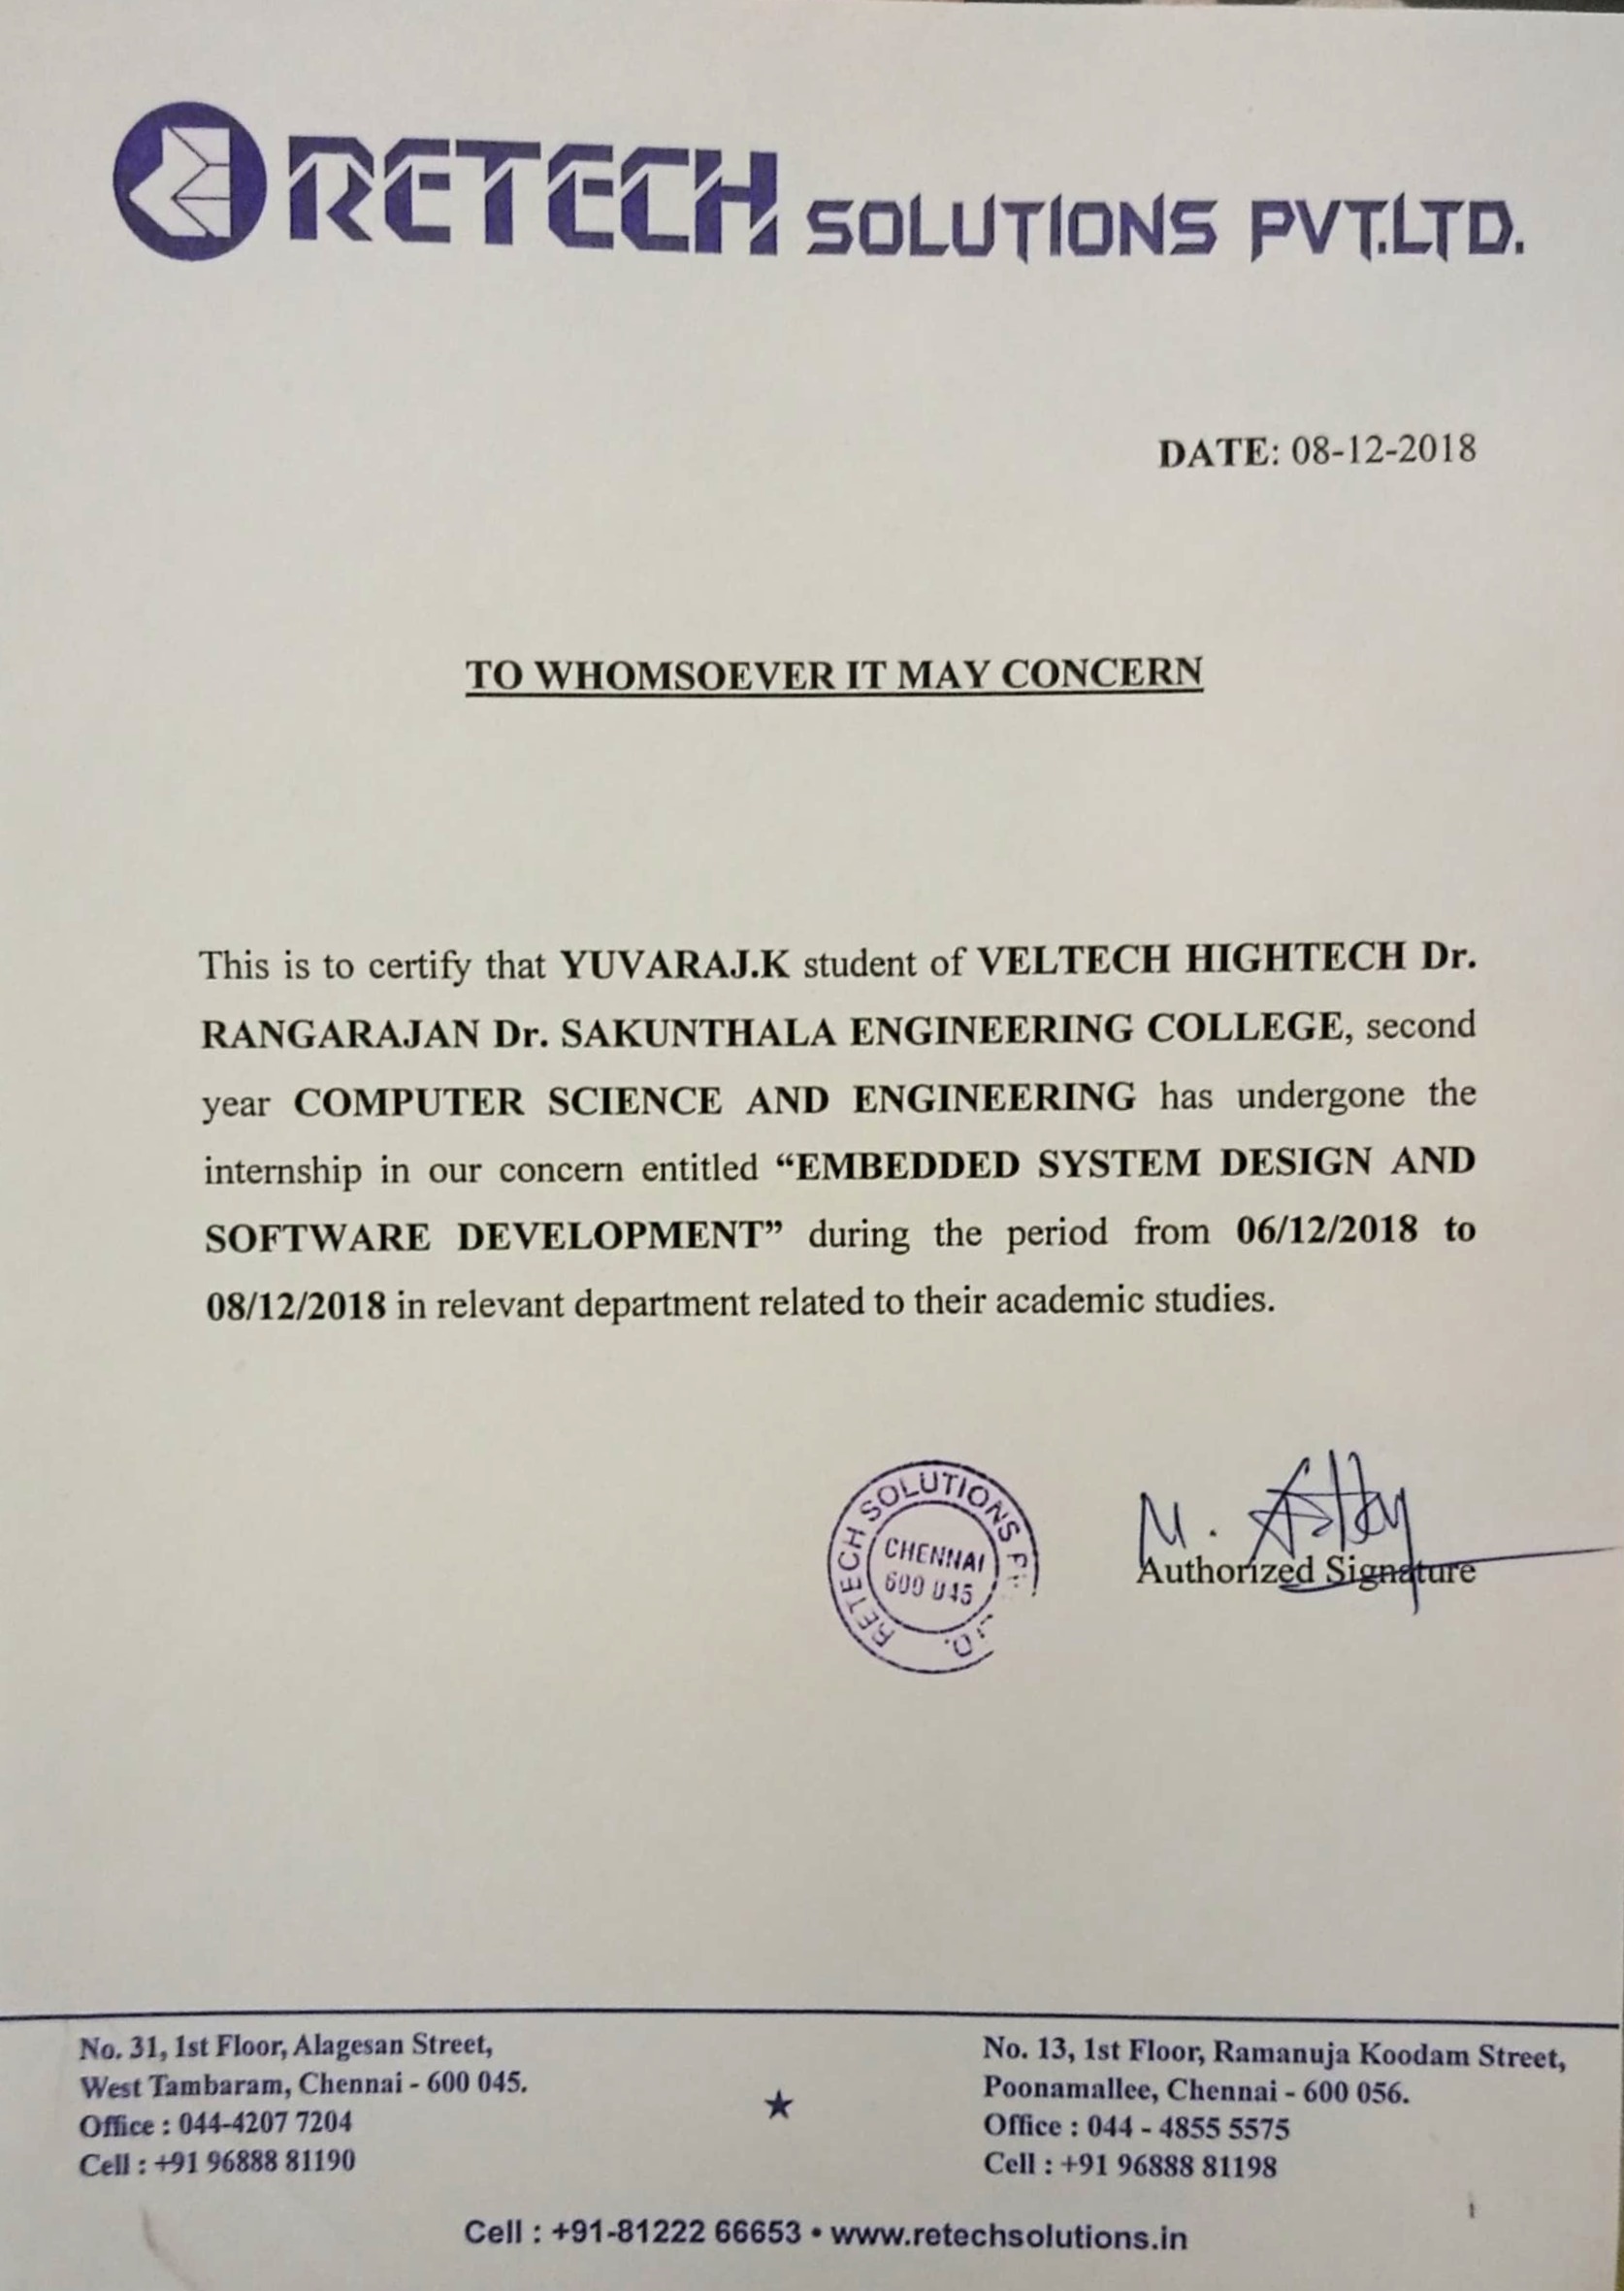 RETECH SOLUTIONS PVT.LTD.
DATE: 08-12-2018
TO WHOMSOEVER IT MAY CONCERN
This is to certify that YUVARAJ.K student of VELTECH HIGHTECH Dr.
RANGARAJAN Dr. SAKUNTHALA ENGINEERING COLLEGE, second
year COMPUTER SCIENCE AND ENGINEERING has undergone the
internship in our concern entitled “EMBEDDED SYSTEM DESIGN AND
SOFTWARE DEVELOPMENT” during the period from 06/12/2018 to
08/12/2018 in relevant department related to their academic studies.
RETECH SOLUTIONS
CHENNAI
600 045
M.
Authorized Signature
No. 31, 1st Floor, Alagesan Street,
West Tambaram, Chennai - 600 045.
Office : 044-4207 7204
Cell : +91 96888 81190
No. 13, 1st Floor, Ramanuja Koodam Street,
Poonamallee, Chennai - 600 056.
Office : 044 - 4855 5575
Cell : +91 96888 81198
Cell : +91-81222 66653 • www.retechsolutions.in